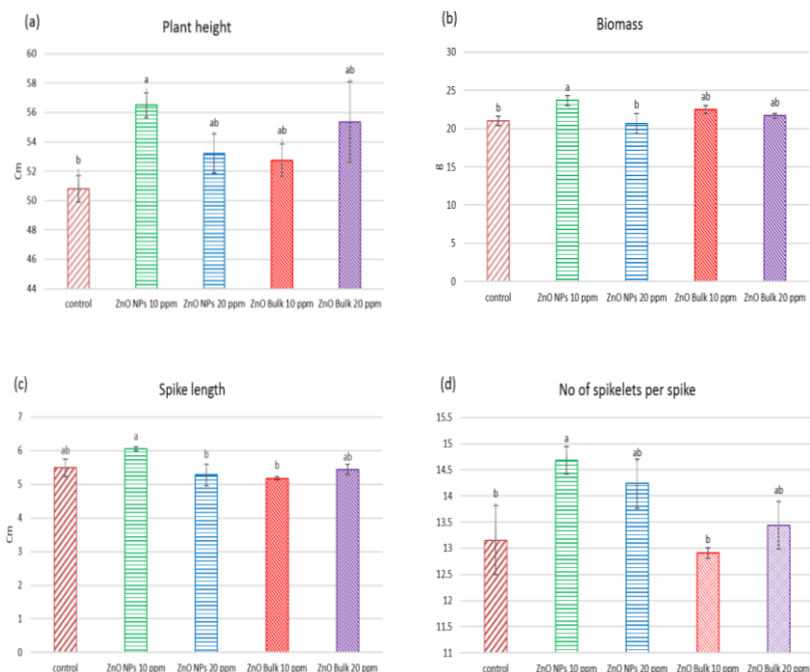 (a)
Plant height
60
58
56
54
52
50
48
46
44
Cm
b
a
ab
ab
ab
control
ZnO NPs 10 ppm
ZnO NPs 20 ppm
ZnO Bulk 10 ppm
ZnO Bulk 20 ppm
(b)
Biomass
30
25
20
15
10
5
0
g
b
a
b
ab
ab
control
ZnO NPs 10 ppm
ZnO NPs 20 ppm
ZnO Bulk 10 ppm
ZnO Bulk 20 ppm
(c)
Spike length
7
6
5
4
3
2
1
0
Cm
ab
a
b
b
ab
control
ZnO NPs 10 ppm
ZnO NPs 20 ppm
ZnO Bulk 10 ppm
ZnO Bulk 20 ppm
(d)
No of spikelets per spike
15.5
15
14.5
14
13.5
13
12.5
12
11.5
11
b
a
ab
b
ab
control
ZnO NPs 10 ppm
ZnO NPs 20 ppm
ZnO Bulk 10 ppm
ZnO Bulk 20 ppm